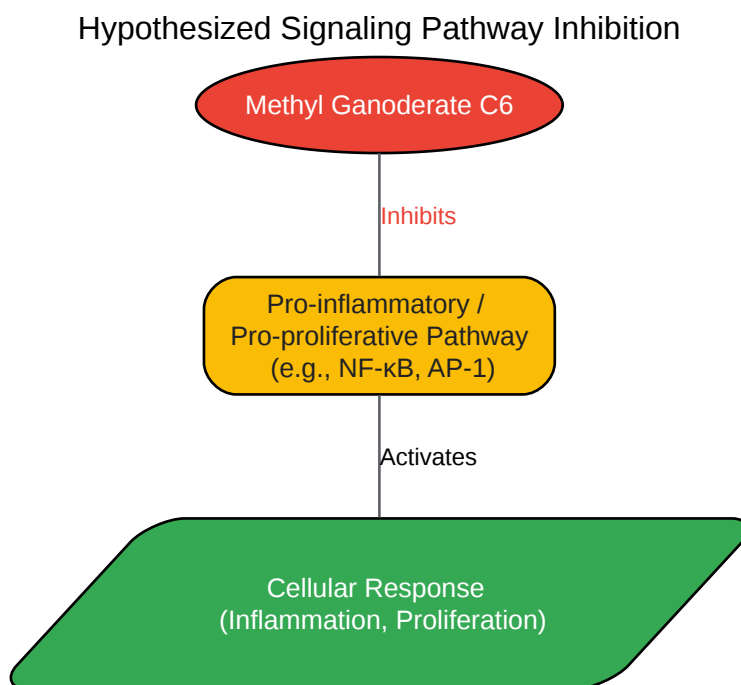 Hypothesized Signaling Pathway Inhibition
Methyl Ganoderate C6
Inhibits
Pro-inflammatory /
Pro-proliferative Pathway
(e.g., NF-κB, AP-1)
Activates
Cellular Response
(Inflammation, Proliferation)